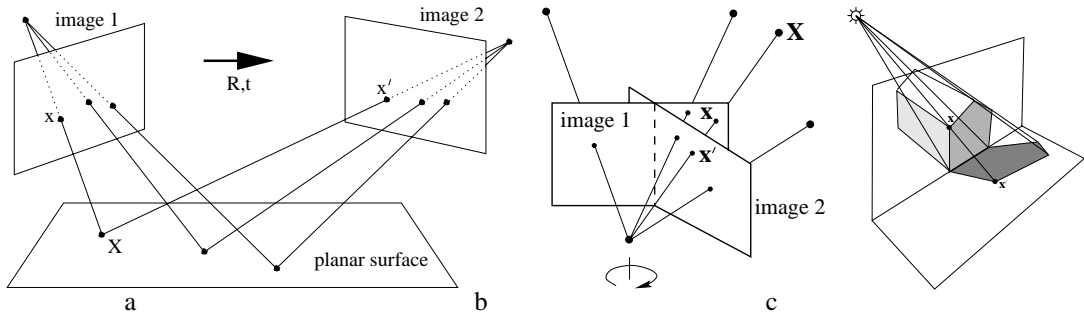 image 1
R,t
image 2
x
x′
X
planar surface
a
b
image 1
x
X
x′
image 2
c
x
x